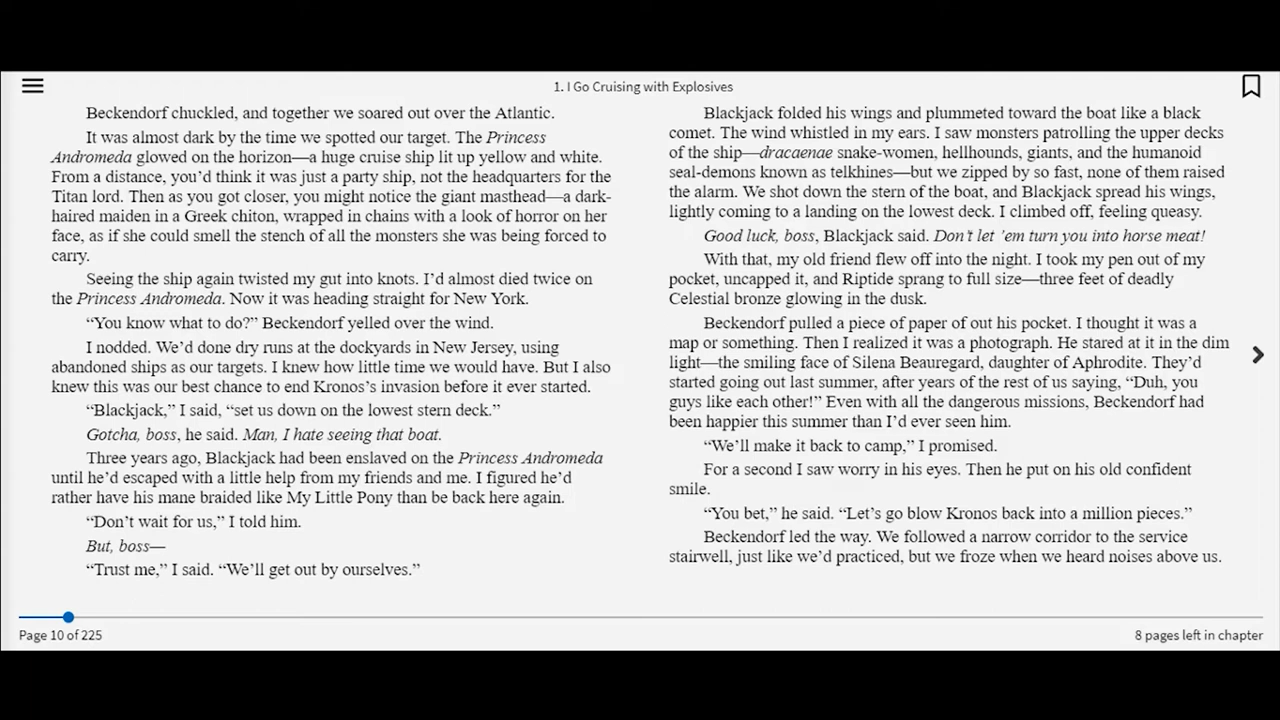 1. I Go Cruising with Explosives
Beckendorf chuckled, and together we soared out over the Atlantic.
It was almost dark by the time we spotted our target. The Princess
Andromeda glowed on the horizon—a huge cruise ship lit up yellow and white.
From a distance, you’d think it was just a party ship, not the headquarters for the
Titan lord. Then as you got closer, you might notice the giant masthead—a dark-
haired maiden in a Greek chiton, wrapped in chains with a look of horror on her
face, as if she could smell the stench of all the monsters she was being forced to
carry.
Seeing the ship again twisted my gut into knots. I’d almost died twice on
the Princess Andromeda. Now it was heading straight for New York.
“You know what to do?” Beckendorf yelled over the wind.
I nodded. We’d done dry runs at the dockyards in New Jersey, using
abandoned ships as our targets. I knew how little time we would have. But I also
knew this was our best chance to end Kronos’s invasion before it ever started.
“Blackjack,” I said, “set us down on the lowest stern deck.”
Gotcha, boss, he said. Man, I hate seeing that boat.
Three years ago, Blackjack had been enslaved on the Princess Andromeda
until he’d escaped with a little help from my friends and me. I figured he’d
rather have his mane braided like My Little Pony than be back here again.
“Don’t wait for us,” I told him.
But, boss—
“Trust me,” I said. “We’ll get out by ourselves.”
Blackjack folded his wings and plummeted toward the boat like a black
comet. The wind whistled in my ears. I saw monsters patrolling the upper decks
of the ship—dracaenae snake-women, hellhounds, giants, and the humanoid
seal-demons known as telkhines—but we zipped by so fast, none of them raised
the alarm. We shot down the stern of the boat, and Blackjack spread his wings,
lightly coming to a landing on the lowest deck. I climbed off, feeling queasy.
Good luck, boss, Blackjack said. Don’t let ’em turn you into horse meat!
With that, my old friend flew off into the night. I took my pen out of my
pocket, uncapped it, and Riptide sprang to full size—three feet of deadly
Celestial bronze glowing in the dusk.
Beckendorf pulled a piece of paper of out his pocket. I thought it was a
map or something. Then I realized it was a photograph. He stared at it in the dim
light—the smiling face of Silena Beauregard, daughter of Aphrodite. They’d
started going out last summer, after years of the rest of us saying, “Duh, you
guys like each other!” Even with all the dangerous missions, Beckendorf had
been happier this summer than I’d ever seen him.
“We’ll make it back to camp,” I promised.
For a second I saw worry in his eyes. Then he put on his old confident
smile.
“You bet,” he said. “Let’s go blow Kronos back into a million pieces.”
Beckendorf led the way. We followed a narrow corridor to the service
stairwell, just like we’d practiced, but we froze when we heard noises above us.
Page 10 of 225
8 pages left in chapter